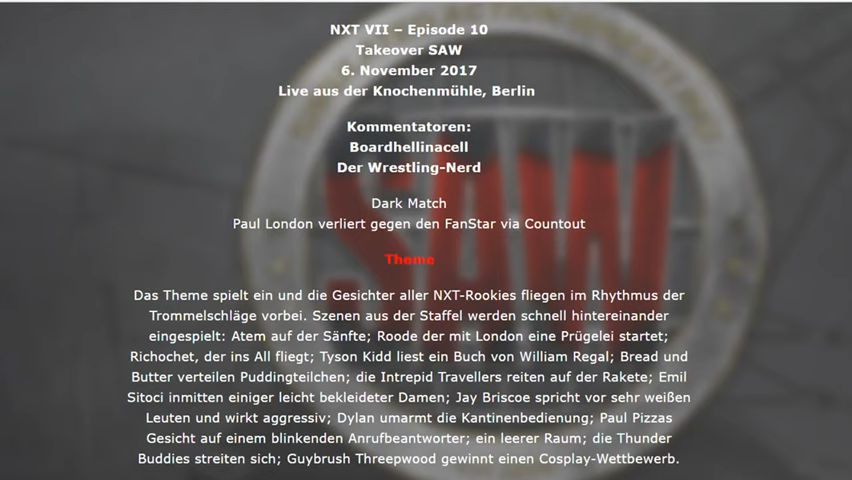 NXT VII – Episode 10
Takeover SAW
6. November 2017
Live aus der Knochenmühle, Berlin
Kommentatoren:
Boardhellinacell
Der Wrestling-Nerd
Dark Match
Paul London verliert gegen den FanStar via Countout
Theme
Das Theme spielt ein und die Gesichter aller NXT-Rookies fliegen im Rhythmus der
Trommelschläge vorbei. Szenen aus der Staffel werden schnell hintereinander
eingespielt: Atem auf der Sänfte; Roode der mit London eine Prügelei startet;
Richochet, der ins All fliegt; Tyson Kidd liest ein Buch von William Regal; Bread und
Butter verteilen Puddingteilchen; die Intrepid Travellers reiten auf der Rakete; Emil
Sitoci inmitten einiger leicht bekleideter Damen; Jay Briscoe spricht vor sehr weißen
Leuten und wirkt aggressiv; Dylan umarmt die Kantinenbedienung; Paul Pizzas
Gesicht auf einem blinkenden Anrufbeantworter; ein leerer Raum; die Thunder
Buddies streiten sich; Guybrush Threepwood gewinnt einen Cosplay-Wettbewerb.
SAW